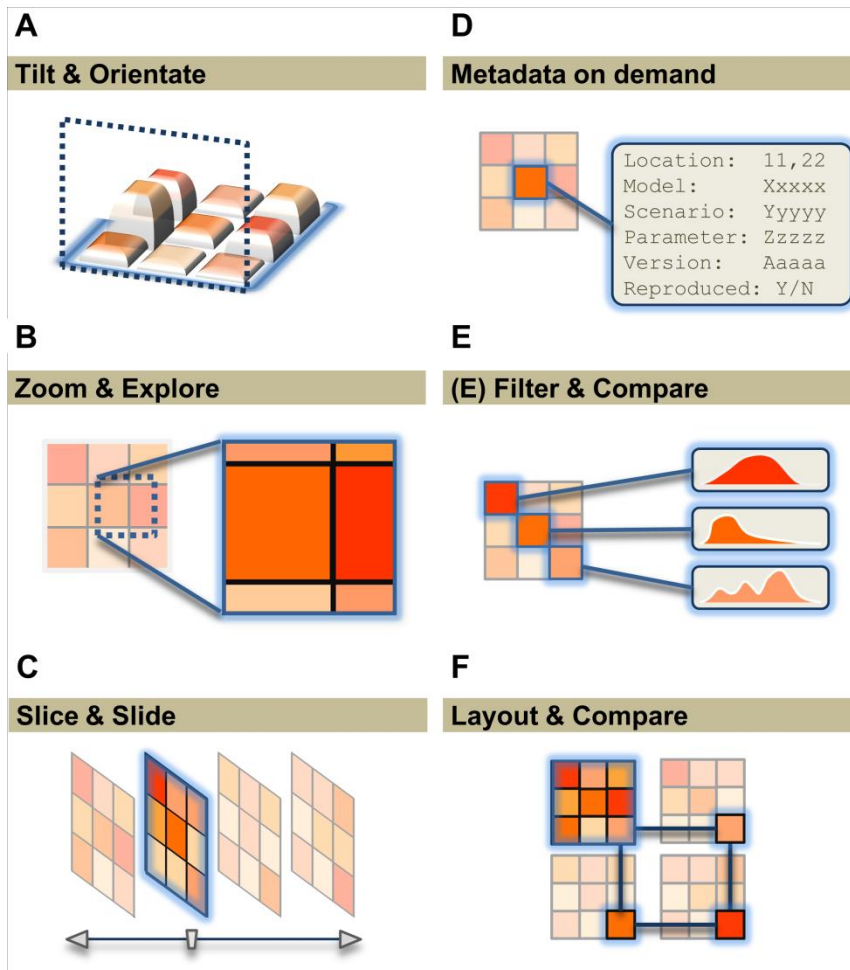 A
Tilt & Orientate
B
Zoom & Explore
C
Slice & Slide
D
Metadata on demand
Location: 11,22
Model: Xxxxx
Scenario: Yyyyy
Parameter: Zzzzz
Version: Aaaaa
Reproduced: Y/N
E
(E) Filter & Compare
F
Layout & Compare